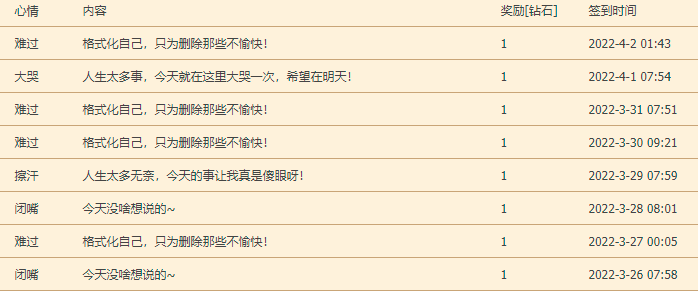 心情 内容 奖励[钻石] 签到时间
难过 格式化自己，只为删除那些不愉快！ 1 2022-4-2 01:43
大哭 人生太多事，今天就在这里大哭一次，希望在明天！ 1 2022-4-1 07:54
难过 格式化自己，只为删除那些不愉快！ 1 2022-3-31 07:51
难过 格式化自己，只为删除那些不愉快！ 1 2022-3-30 09:21
擦汗 人生太多无奈，今天的事让我真是傻眼呀！ 1 2022-3-29 07:59
闭嘴 今天没啥想说的~ 1 2022-3-28 08:01
难过 格式化自己，只为删除那些不愉快！ 1 2022-3-27 00:05
闭嘴 今天没啥想说的~ 1 2022-3-26 07:58